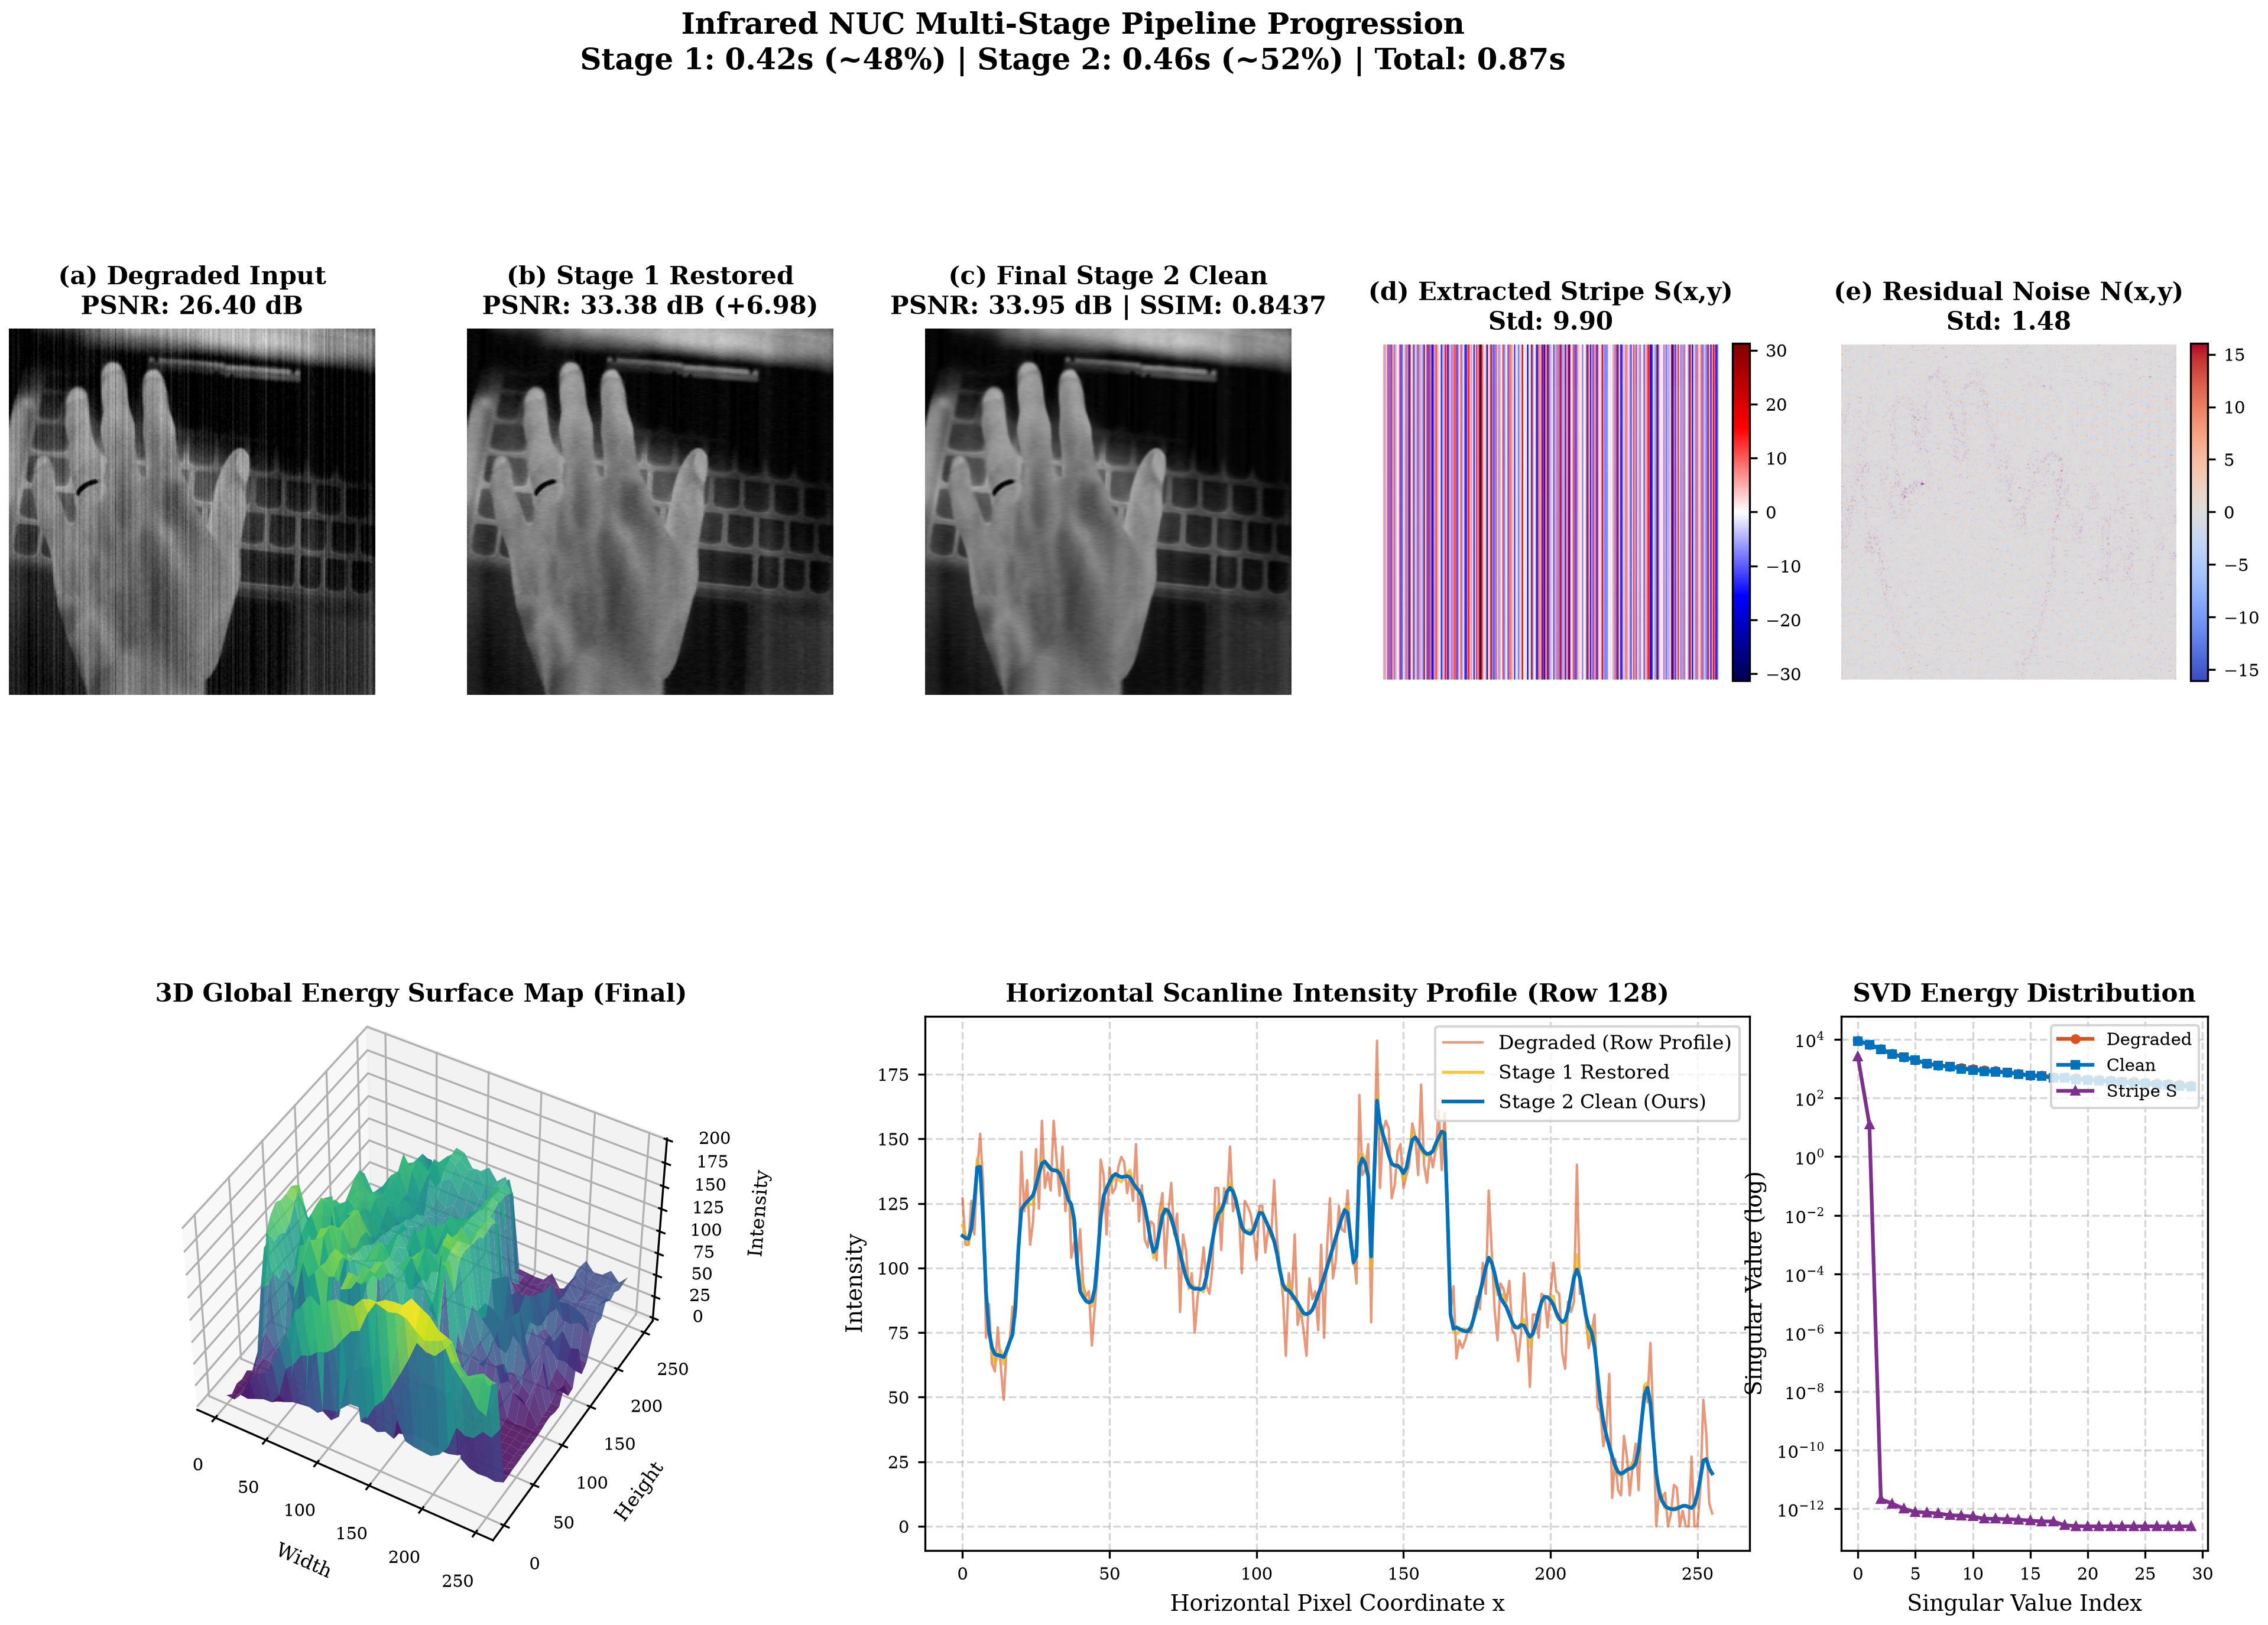 Infrared NUC Multi-Stage Pipeline Progression
Stage 1: 0.42s (~48%) | Stage 2: 0.46s (~52%) | Total: 0.87s
(a) Degraded Input
PSNR: 26.40 dB
(b) Stage 1 Restored
PSNR: 33.38 dB (+6.98)
(c) Final Stage 2 Clean
PSNR: 33.95 dB | SSIM: 0.8437
(d) Extracted Stripe S(x,y)
Std: 9.90
30
20
10
0
−10
−20
−30
(e) Residual Noise N(x,y)
Std: 1.48
15
10
5
0
−5
−10
−15
3D Global Energy Surface Map (Final)
200
175
150
125
100
75
50
25
0
Intensity
0
50
100
150
200
250
Width
0
50
100
150
200
250
Height
Horizontal Scanline Intensity Profile (Row 128)
Degraded (Row Profile)
Stage 1 Restored
Stage 2 Clean (Ours)
175
150
125
100
75
50
25
0
Intensity
0
50
100
150
200
250
Horizontal Pixel Coordinate x
SVD Energy Distribution
Degraded
Clean
Stripe S
10⁴
10²
10⁰
10⁻²
10⁻⁴
10⁻⁶
10⁻⁸
10⁻¹⁰
10⁻¹²
Singular Value (log)
0
5
10
15
20
25
30
Singular Value Index